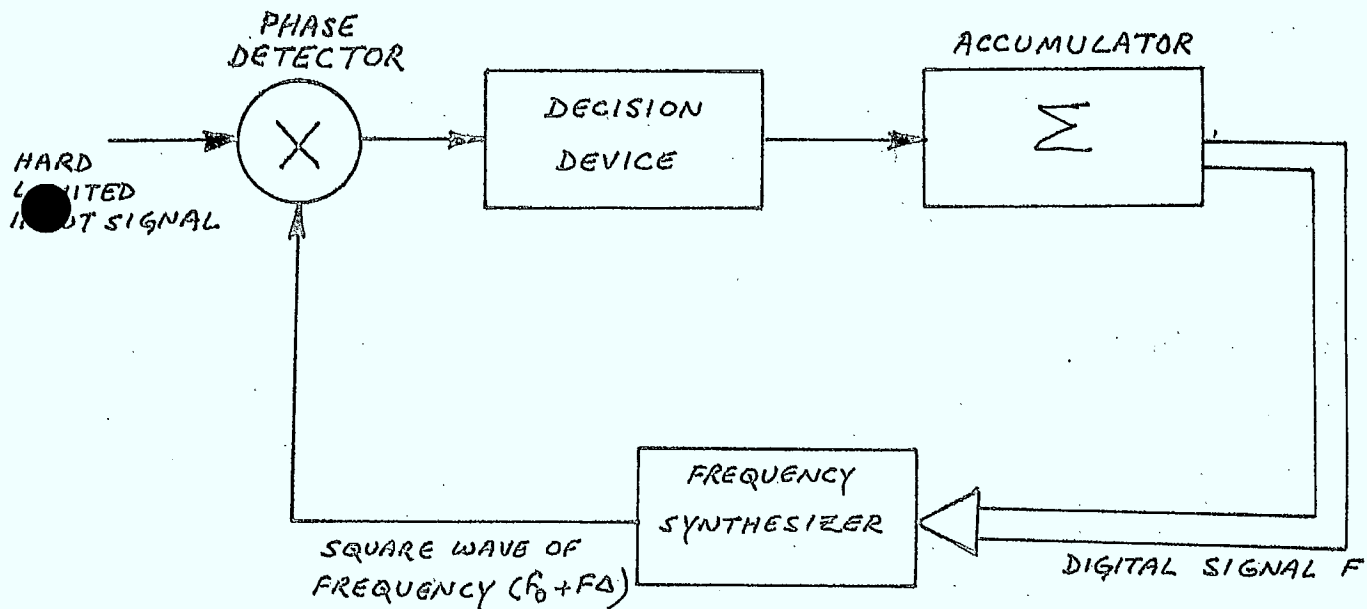 PHASE
DETECTOR
ACCUMULATOR
X
DECISION
DEVICE
Σ
HARD
SIGNAL
FREQUENCY
SYNTHESIZER
SQUARE WAVE OF
FREQUENCY (f₀+FΔ)
DIGITAL SIGNAL F